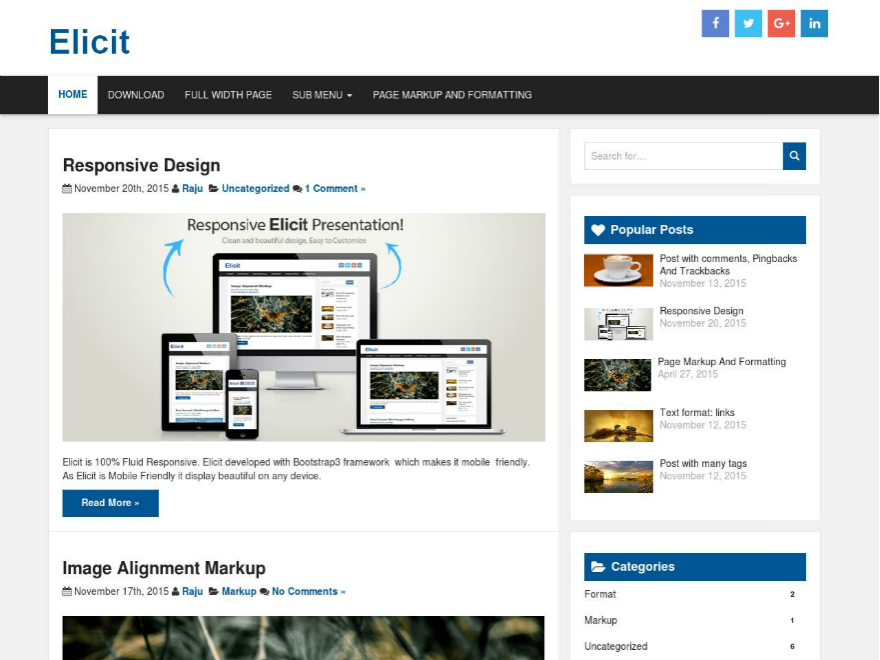 f G+ in
Elicit
HOME DOWNLOAD FULL WIDTH PAGE SUB MENU PAGE MARKUP AND FORMATTING
Responsive Design
November 20th, 2015 Raju Uncategorized 1 Comment »
Responsive Elicit Presentation!
Clean and beautiful design, Easy to Customize
Elicit
Elicit
Elicit
Elicit
Elicit is 100% Fluid Responsive. Elicit developed with Bootstrap3 framework which makes it mobile friendly.
As Elicit is Mobile Friendly it display beautiful on any device.
Read More »
Image Alignment Markup
November 17th, 2015 Raju Markup No Comments »
Search for...
Popular Posts
Post with comments, Pingbacks
And Trackbacks
November 13, 2015
Responsive Design
November 20, 2015
Page Markup And Formatting
April 27, 2015
Text format: links
November 12, 2015
Post with many tags
November 12, 2015
Categories
Format 2
Markup 1
Uncategorized 6